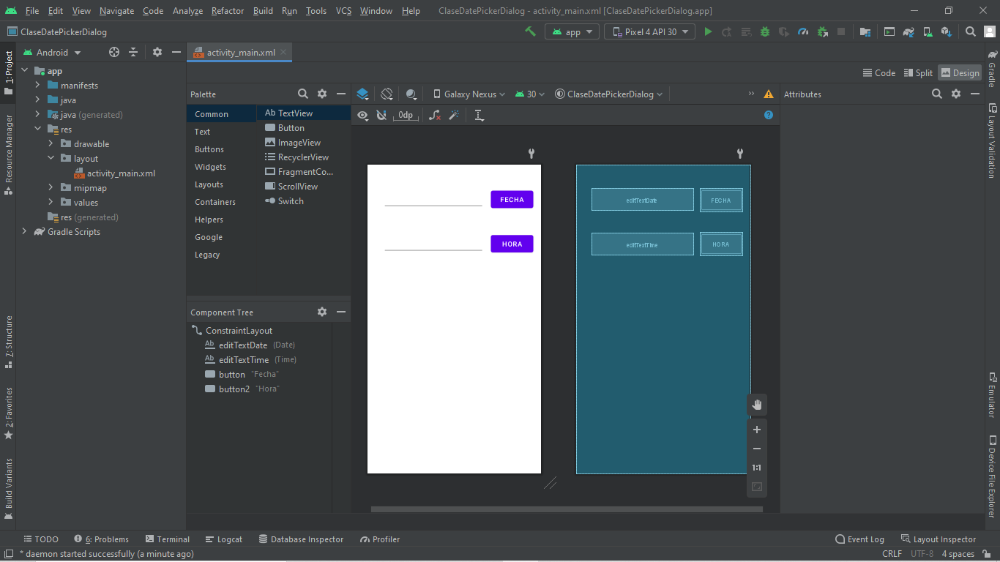 File Edit View Navigate Code Analyze Refactor Build Run Tools VCS Window Help ClaseDatePickerDialog - activity_main.xml [ClaseDatePickerDialog.app]
ClaseDatePickerDialog app Pixel 4 API 30
Android
activity_main.xml
Code Split Design
1: Project
Resource Manager
7: Structure
2: Favorites
Build Variants
app
manifests
java
java (generated)
res
drawable
layout
activity_main.xml
mipmap
values
res (generated)
Gradle Scripts
Palette
Common
Text
Buttons
Widgets
Layouts
Containers
Helpers
Google
Legacy
Ab TextView
Button
ImageView
RecyclerView
FragmentCo...
ScrollView
Switch
Component Tree
ConstraintLayout
Ab editTextDate (Date)
Ab editTextTime (Time)
button "Fecha"
button2 "Hora"
Galaxy Nexus 30 ClaseDatePickerDialog »
0dp
FECHA
HORA
editTextDate FECHA
editTextTime HORA
1:1
Attributes
Gradle
Layout Validation
Emulator
Device File Explorer
TODO 6: Problems Terminal Logcat Database Inspector Profiler Event Log Layout Inspector
* daemon started successfully (a minute ago) CRLF UTF-8 4 spaces